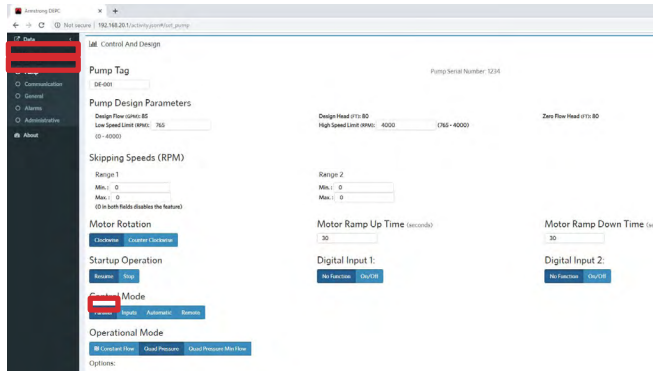 Armstrong DEPC
Not secure | 192.168.20.1/activity.json#/set_pump
Data
Control And Design
Pump Tag
Pump Serial Number: 1234
DE-001
Pump
Communication
General
Alarms
Administrative
About
Pump Design Parameters
Design Flow (GPM): 85
Design Head (FT): 80
Zero Flow Head (FT): 80
Low Speed Limit (RPM): 765
High Speed Limit (RPM): 4000
(765 - 4000)
(0 - 4000)
Skipping Speeds (RPM)
Range 1
Range 2
Min.: 0
Min.: 0
Max.: 0
Max.: 0
(0 in both fields disables the feature)
Motor Rotation
Motor Ramp Up Time (seconds)
Motor Ramp Down Time
Clockwise Counter Clockwise
30
30
Startup Operation
Digital Input 1:
Digital Input 2:
Resume Stop
No Function On/Off
No Function On/Off
Control Mode
Inputs Automatic Remote
Operational Mode
Constant Flow Quad Pressure Quad Pressure Min Flow
Options: